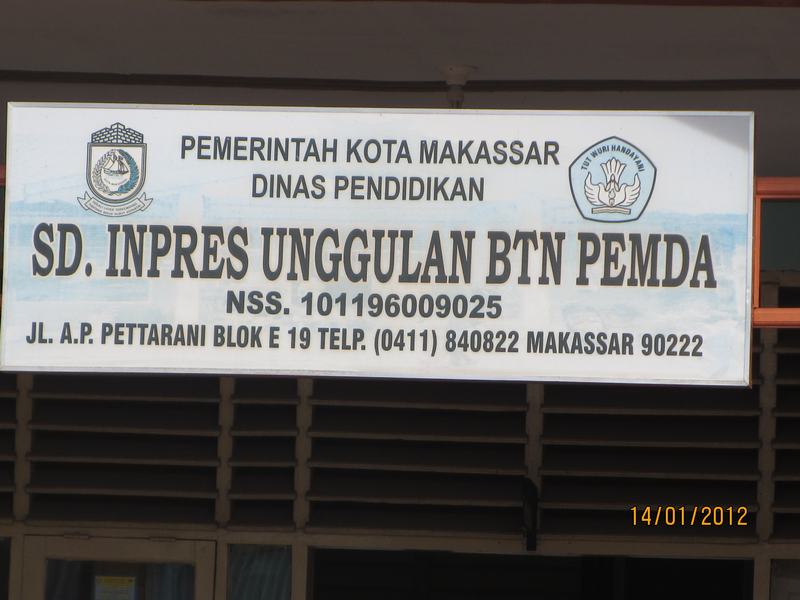 PEMERINTAH KOTA MAKASSAR
DINAS PENDIDIKAN
TUT WURI HANDAYANI
SD. INPRES UNGGULAN BTN PEMDA
NSS. 101196009025
JL. A.P. PETTARANI BLOK E 19 TELP. (0411) 840822 MAKASSAR 90222
14/01/2012